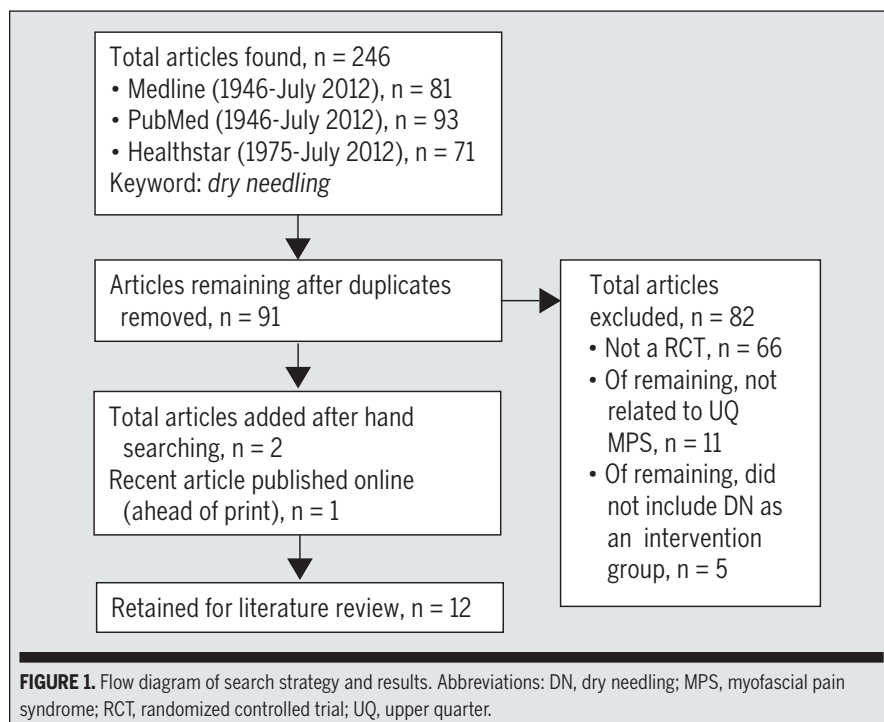 Total articles found, n = 246
• Medline (1946-July 2012), n = 81
• PubMed (1946-July 2012), n = 93
• Healthstar (1975-July 2012), n = 71
Keyword: dry needling
Articles remaining after duplicates
removed, n = 91
Total articles
excluded, n = 82
• Not a RCT, n = 66
• Of remaining, not
related to UQ
MPS, n = 11
• Of remaining, did
not include DN as
an intervention
group, n = 5
Total articles added after hand
searching, n = 2
Recent article published online
(ahead of print), n = 1
Retained for literature review, n = 12
FIGURE 1. Flow diagram of search strategy and results. Abbreviations: DN, dry needling; MPS, myofascial pain
syndrome; RCT, randomized controlled trial; UQ, upper quarter.